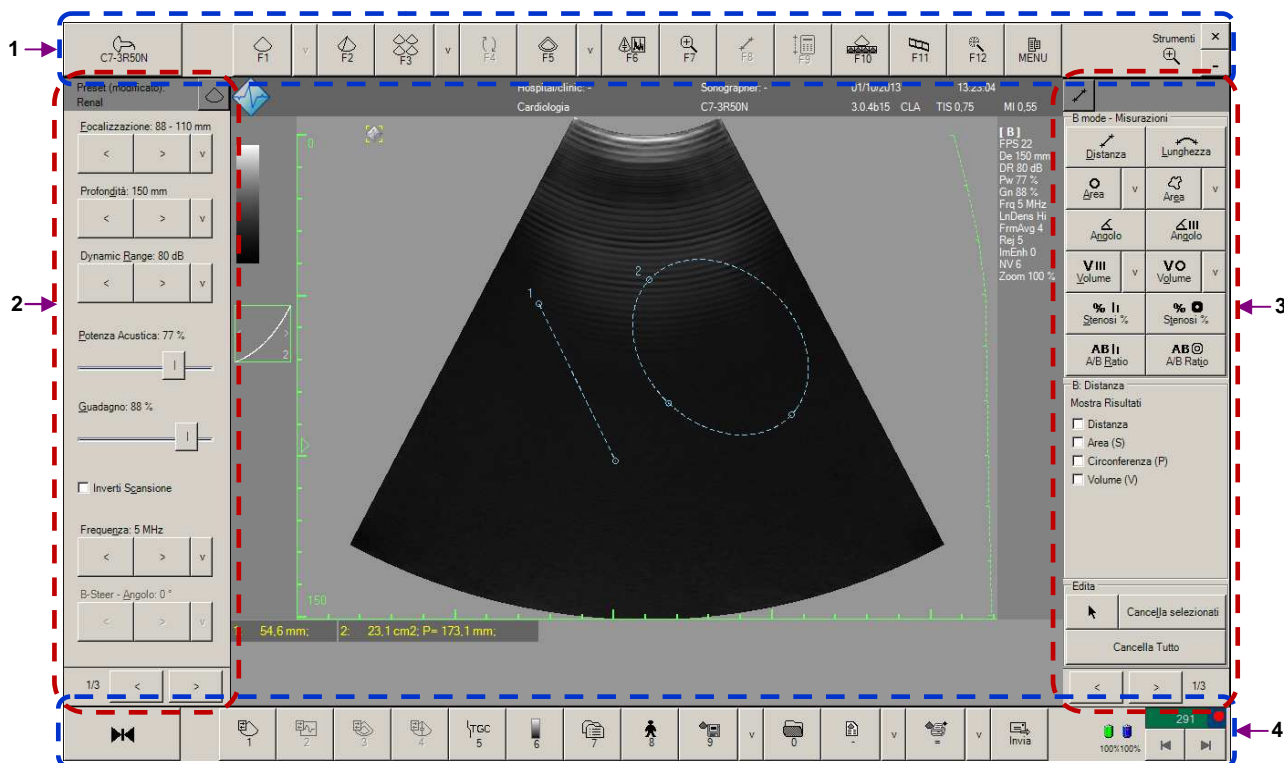 1
C7-3R50N
F1
v
F2
F3
v
F4
F5
v
F6
F7
F8
F9
F10
F11
F12
MENU
Strumenti
×
-
2
Preset (modificato):
Renal
Focalizzazione: 88 - 110 mm
< > v
Profondità: 150 mm
< > v
Dynamic Range: 80 dB
< > v
Potenza Acustica: 77 %
Guadagno: 88 %
Inverti Scansione
Frequenza: 5 MHz
< > v
B-Steer - Angolo: 0 °
< > v
1/3 < >
Hospital/clinic: - Sonographer: - 01/10/2013 13:23:04
Cardiologia C7-3R50N 3.0.4b15 CLA TIS 0,75 MI 0,55
0
[ B ]
FPS 22
De 150 mm
DR 80 dB
Pw 77 %
Gn 88 %
Frq 5 MHz
LnDens Hi
FrmAvg 4
Rej 5
ImEnh 0
NV 6
Zoom 100 %
1
2
>
2
150
54,6 mm; 2: 23,1 cm2; P= 173,1 mm;
3
B mode - Misurazioni
Distanza Lunghezza
Area v Area v
Angolo Angolo
Volume v Volume v
% Stenosi % % Stenosi %
AB A/B Ratio AB A/B Ratio
B: Distanza
Mostra Risultati
Distanza
Area (S)
Circonferenza (P)
Volume (V)
Edita
Cancella selezionati
Cancella Tutto
< > 1/3
4
1
2
3
4
TGC
5
6
7
8
9
v
0
-
v
=
v
Invia
100%100%
291